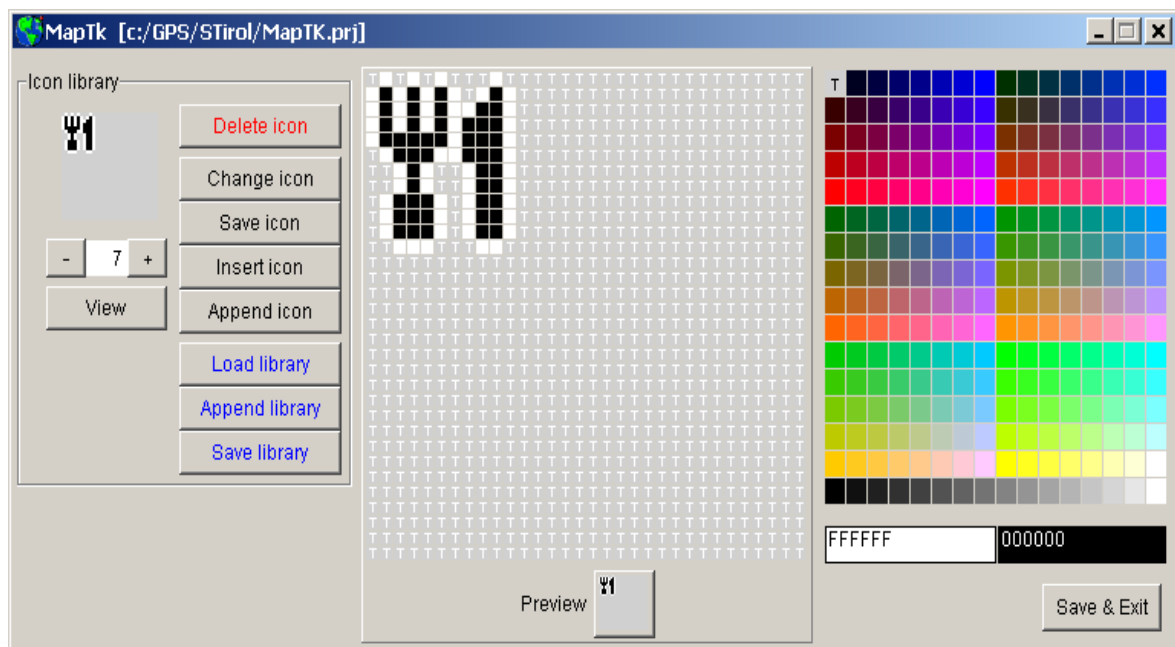 MapTk [c:/GPS/STirol/MapTK.prj]
Icon library
Delete icon
Change icon
Save icon
- 7 +
Insert icon
View
Append icon
Load library
Append library
Save library
T
FFFFFF
000000
Preview
Save & Exit